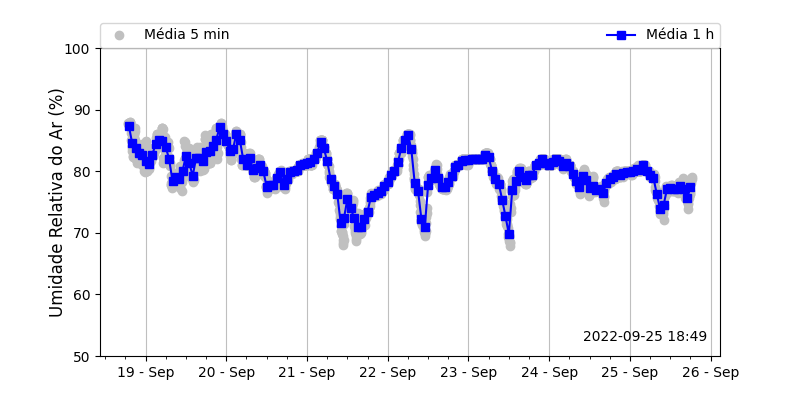 Média 5 min
Média 1 h
Umidade Relativa do Ar (%)
100
90
80
70
60
50
2022-09-25 18:49
19 - Sep
20 - Sep
21 - Sep
22 - Sep
23 - Sep
24 - Sep
25 - Sep
26 - Sep